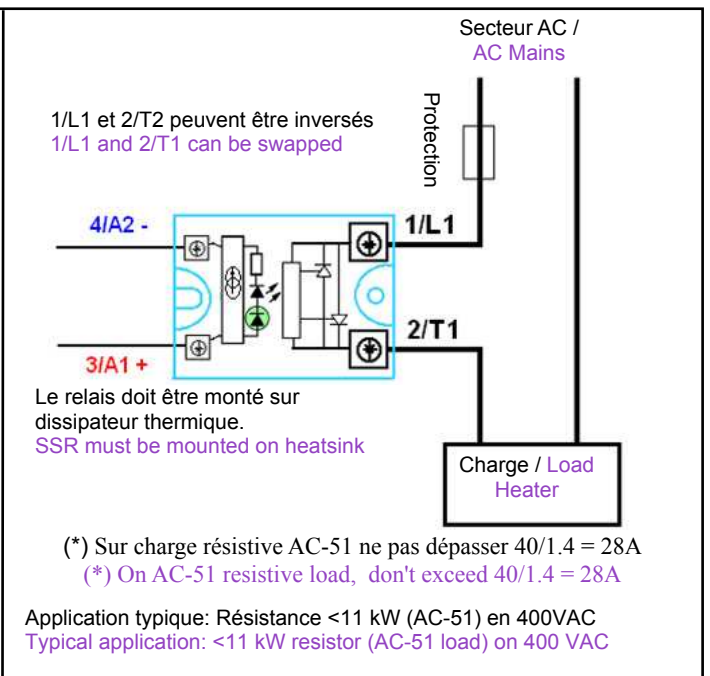 Secteur AC /
AC Mains
Protection
1/L1 et 2/T2 peuvent être inversés
1/L1 and 2/T1 can be swapped
4/A2 -
1/L1
2/T1
3/A1 +
Le relais doit être monté sur
dissipateur thermique.
SSR must be mounted on heatsink
Charge / Load
Heater
(*) Sur charge résistive AC-51 ne pas dépasser 40/1.4 = 28A
(*) On AC-51 resistive load, don't exceed 40/1.4 = 28A
Application typique: Résistance <11 kW (AC-51) en 400VAC
Typical application: <11 kW resistor (AC-51 load) on 400 VAC